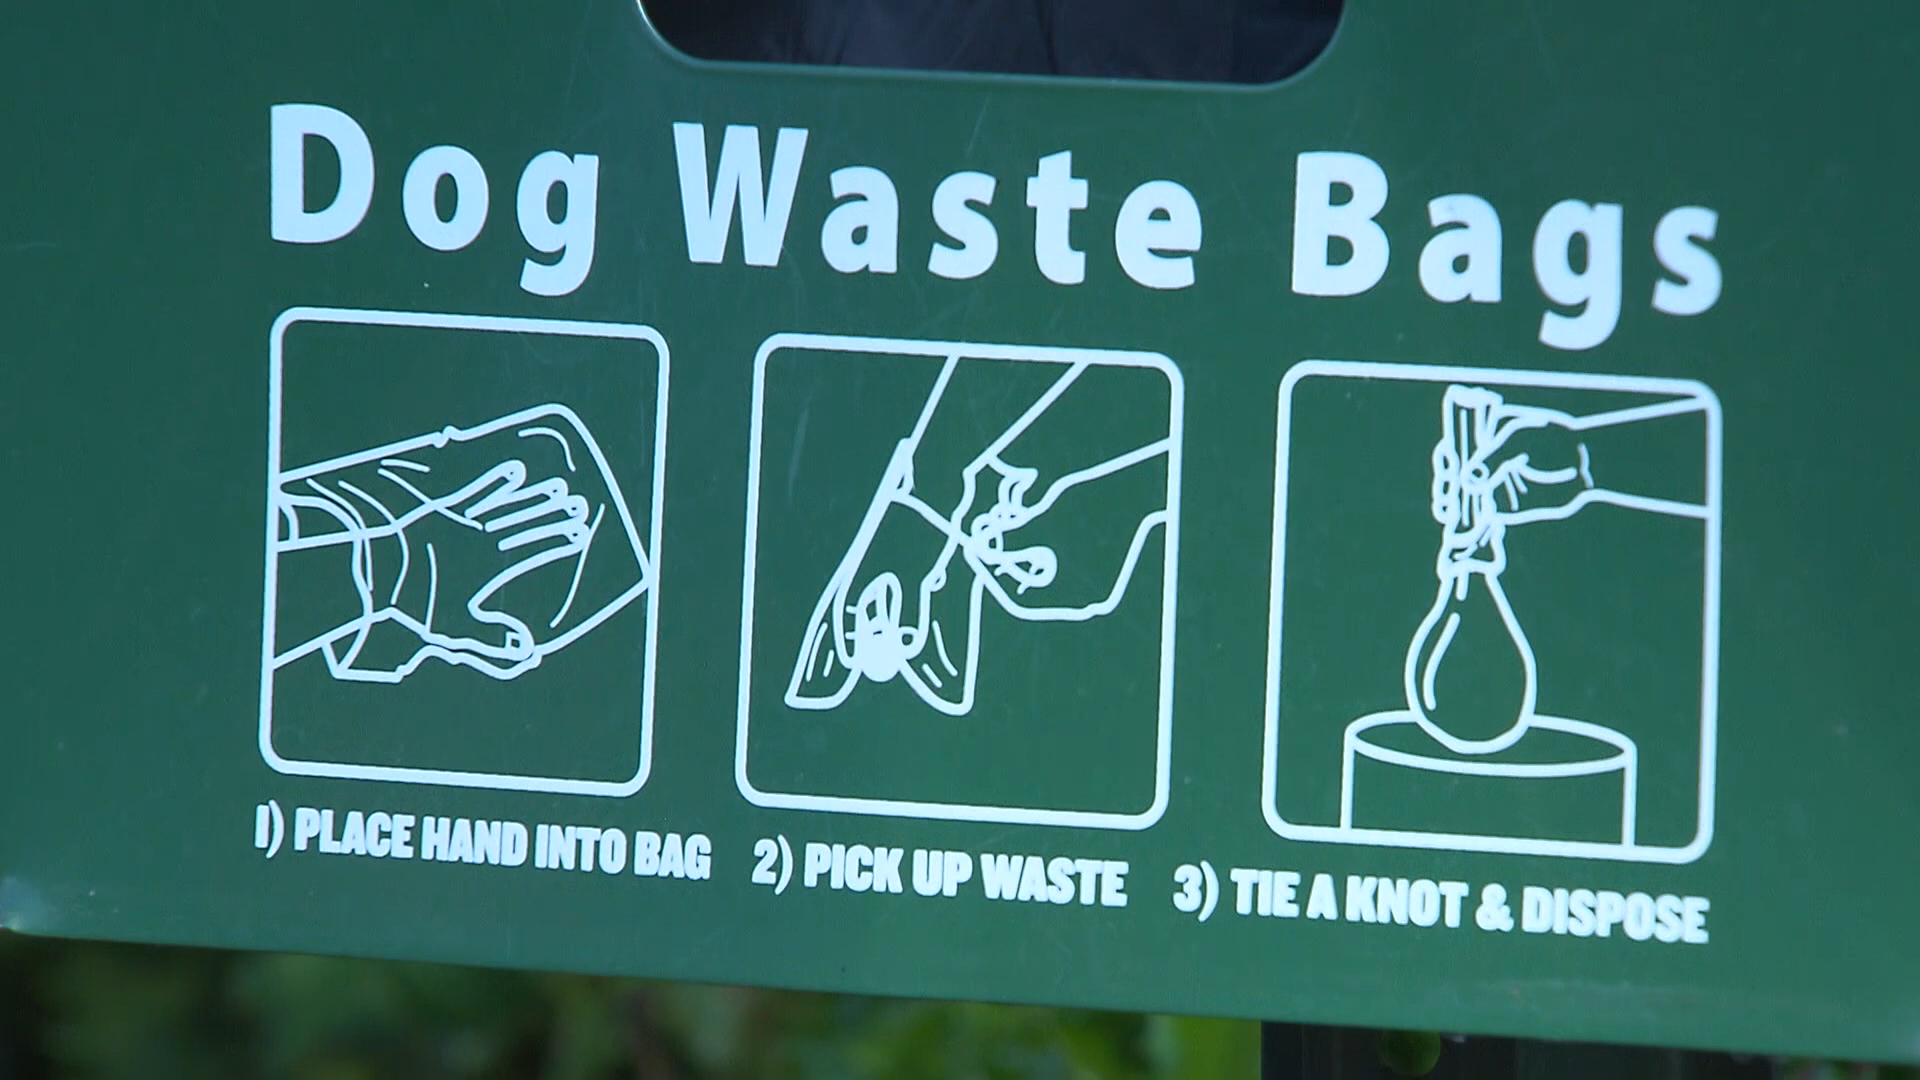 Dog Waste Bags
1) PLACE HAND INTO BAG
2) PICK UP WASTE
3) TIE A KNOT & DISPOSE